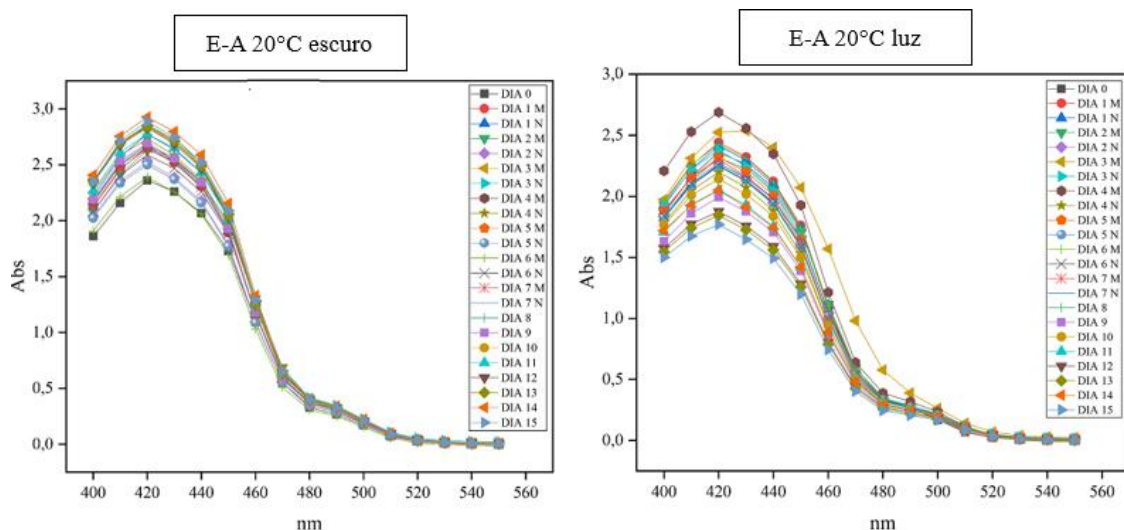 E-A 20°C escuro
3,0
2,5
2,0
1,5
1,0
0,5
0,0
Abs
400 420 440 460 480 500 520 540 560
nm
DIA 0
DIA 1 M
DIA 1 N
DIA 2 M
DIA 2 N
DIA 3 M
DIA 3 N
DIA 4 M
DIA 4 N
DIA 5 M
DIA 5 N
DIA 6 M
DIA 6 N
DIA 7 M
DIA 7 N
DIA 8
DIA 9
DIA 10
DIA 11
DIA 12
DIA 13
DIA 14
DIA 15
E-A 20°C luz
3,0
2,5
2,0
1,5
1,0
0,5
0,0
Abs
400 420 440 460 480 500 520 540 560
nm
DIA 0
DIA 1 M
DIA 1 N
DIA 2 M
DIA 2 N
DIA 3 M
DIA 3 N
DIA 4 M
DIA 4 N
DIA 5 M
DIA 5 N
DIA 6 M
DIA 6 N
DIA 7 M
DIA 7 N
DIA 8
DIA 9
DIA 10
DIA 11
DIA 12
DIA 13
DIA 14
DIA 15